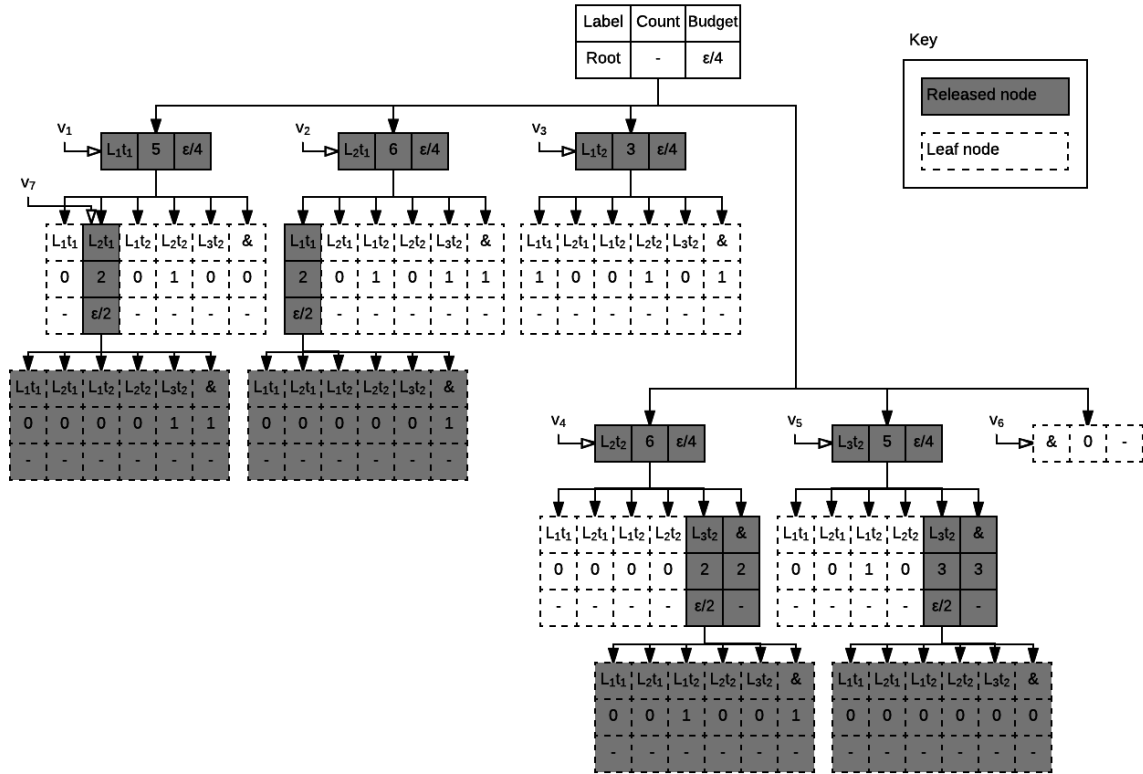 Label Count Budget
Root - ε/4
Key
Released node
Leaf node
v₁
L₁t₁ 5 ε/4
v₂
L₂t₁ 6 ε/4
v₃
L₁t₂ 3 ε/4
v₇
L₁t₁ L₂t₁ L₁t₂ L₂t₂ L₃t₂ &
0 2 0 1 0 0
- ε/2 - - - -
L₁t₁ L₂t₁ L₁t₂ L₂t₂ L₃t₂ &
2 0 1 0 1 1
ε/2 - - - - -
L₁t₁ L₂t₁ L₁t₂ L₂t₂ L₃t₂ &
1 0 0 1 0 1
- - - - - -
L₁t₁ L₂t₁ L₁t₂ L₂t₂ L₃t₂ &
0 0 0 0 1 1
- - - - - -
L₁t₁ L₂t₁ L₁t₂ L₂t₂ L₃t₂ &
0 0 0 0 0 1
- - - - - -
v₄
L₂t₂ 6 ε/4
v₅
L₃t₂ 5 ε/4
v₆
& 0 -
L₁t₁ L₂t₁ L₁t₂ L₂t₂ L₃t₂ &
0 0 0 0 2 2
- - - - ε/2 -
L₁t₁ L₂t₁ L₁t₂ L₂t₂ L₃t₂ &
0 0 1 0 3 3
- - - - ε/2 -
L₁t₁ L₂t₁ L₁t₂ L₂t₂ L₃t₂ &
0 0 1 0 0 1
- - - - - -
L₁t₁ L₂t₁ L₁t₂ L₂t₂ L₃t₂ &
0 0 0 0 0 0
- - - - - -